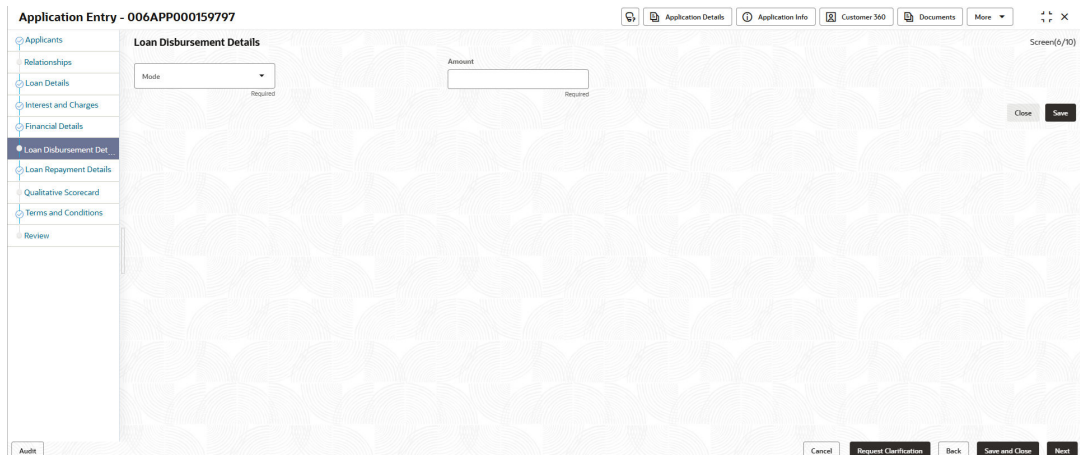 Application Entry - 006APP000159797
Application Details
Application Info
Customer 360
Documents
More
Applicants
Relationships
Loan Details
Interest and Charges
Financial Details
Loan Disbursement Det...
Loan Repayment Details
Qualitative Scorecard
Terms and Conditions
Review
Loan Disbursement Details
Screen(6/10)
Mode
Required
Amount
Required
Close
Save
Audit
Cancel
Request Clarification
Back
Save and Close
Next